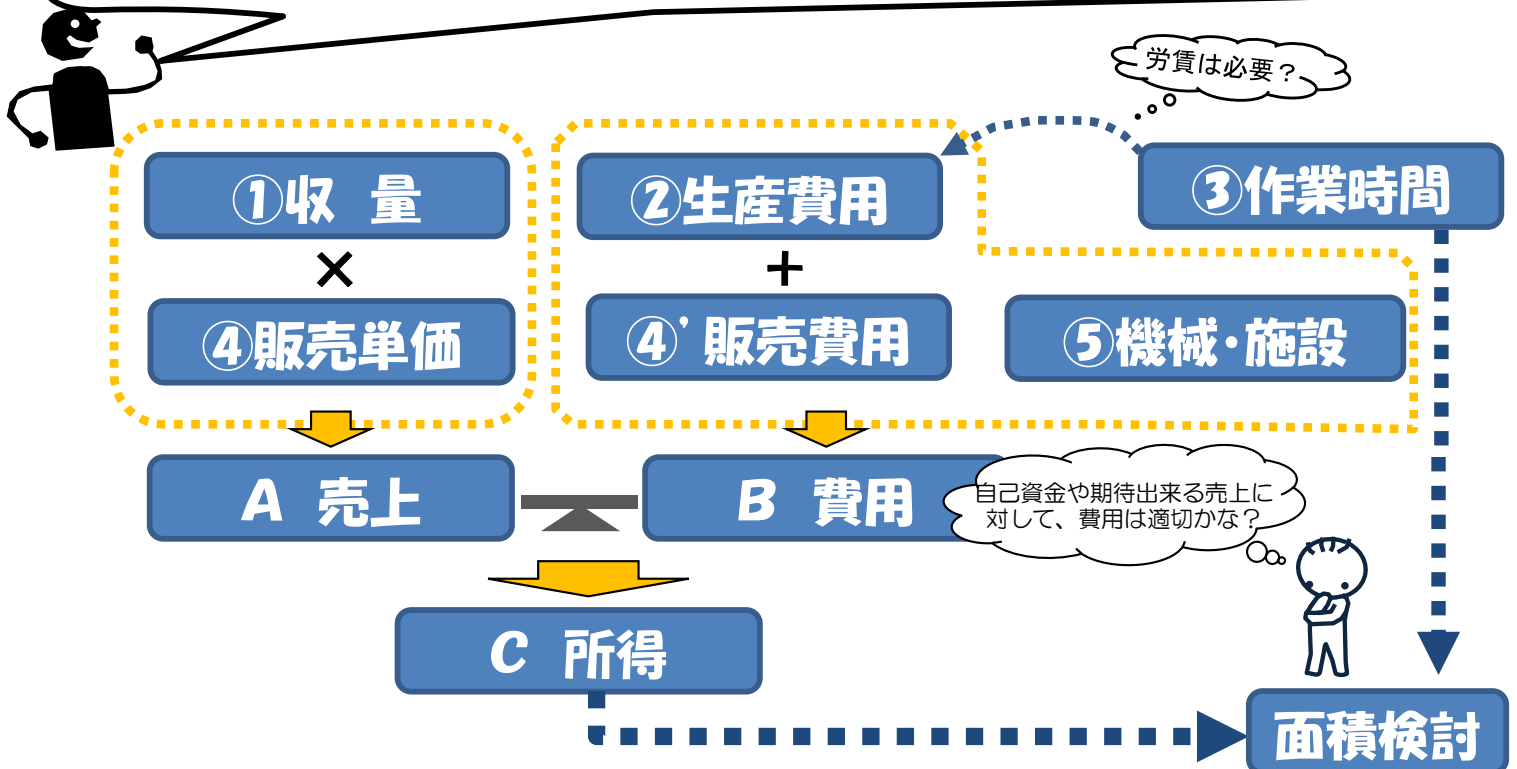 労賃は必要？
①収　量
②生産費用
③作業時間
×
＋
④販売単価
④’販売費用
⑤機械・施設
A　売上
B　費用
自己資金や期待出来る売上に
対して、費用は適切かな？
C　所得
面積検討